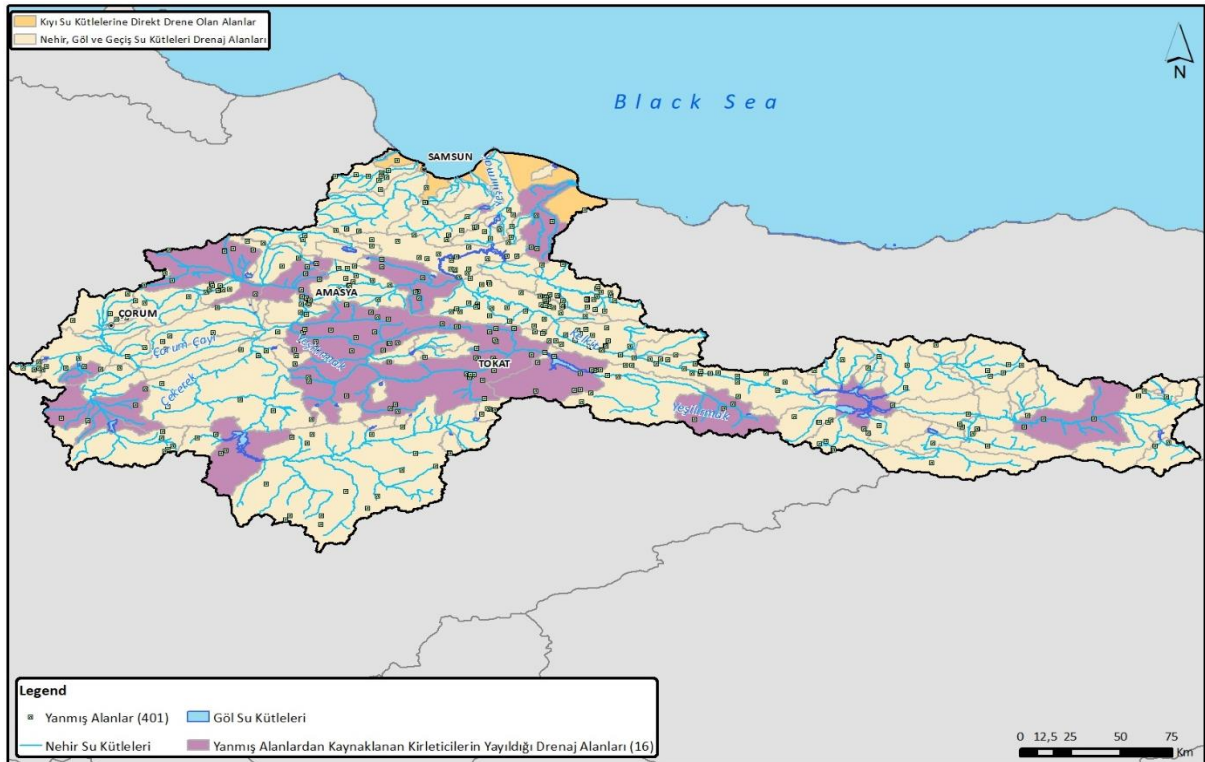 Kıyı Su Kütlelerine Direkt Drene Olan Alanlar
Nehir, Göl ve Geçiş Su Kütleleri Drenaj Alanları
N
Black Sea
SAMSUN
Yeşilırmak
AMASYA
ÇORUM
Çorum Çayı
Yeşilırmak
Kelkit
TOKAT
Çekerek
Yeşilırmak
Legend
Yanmış Alanlar (401)
Göl Su Kütleleri
Nehir Su Kütleleri
Yanmış Alanlardan Kaynaklanan Kirleticilerin Yayıldığı Drenaj Alanları (16)
0 12,5 25 50 75
Km